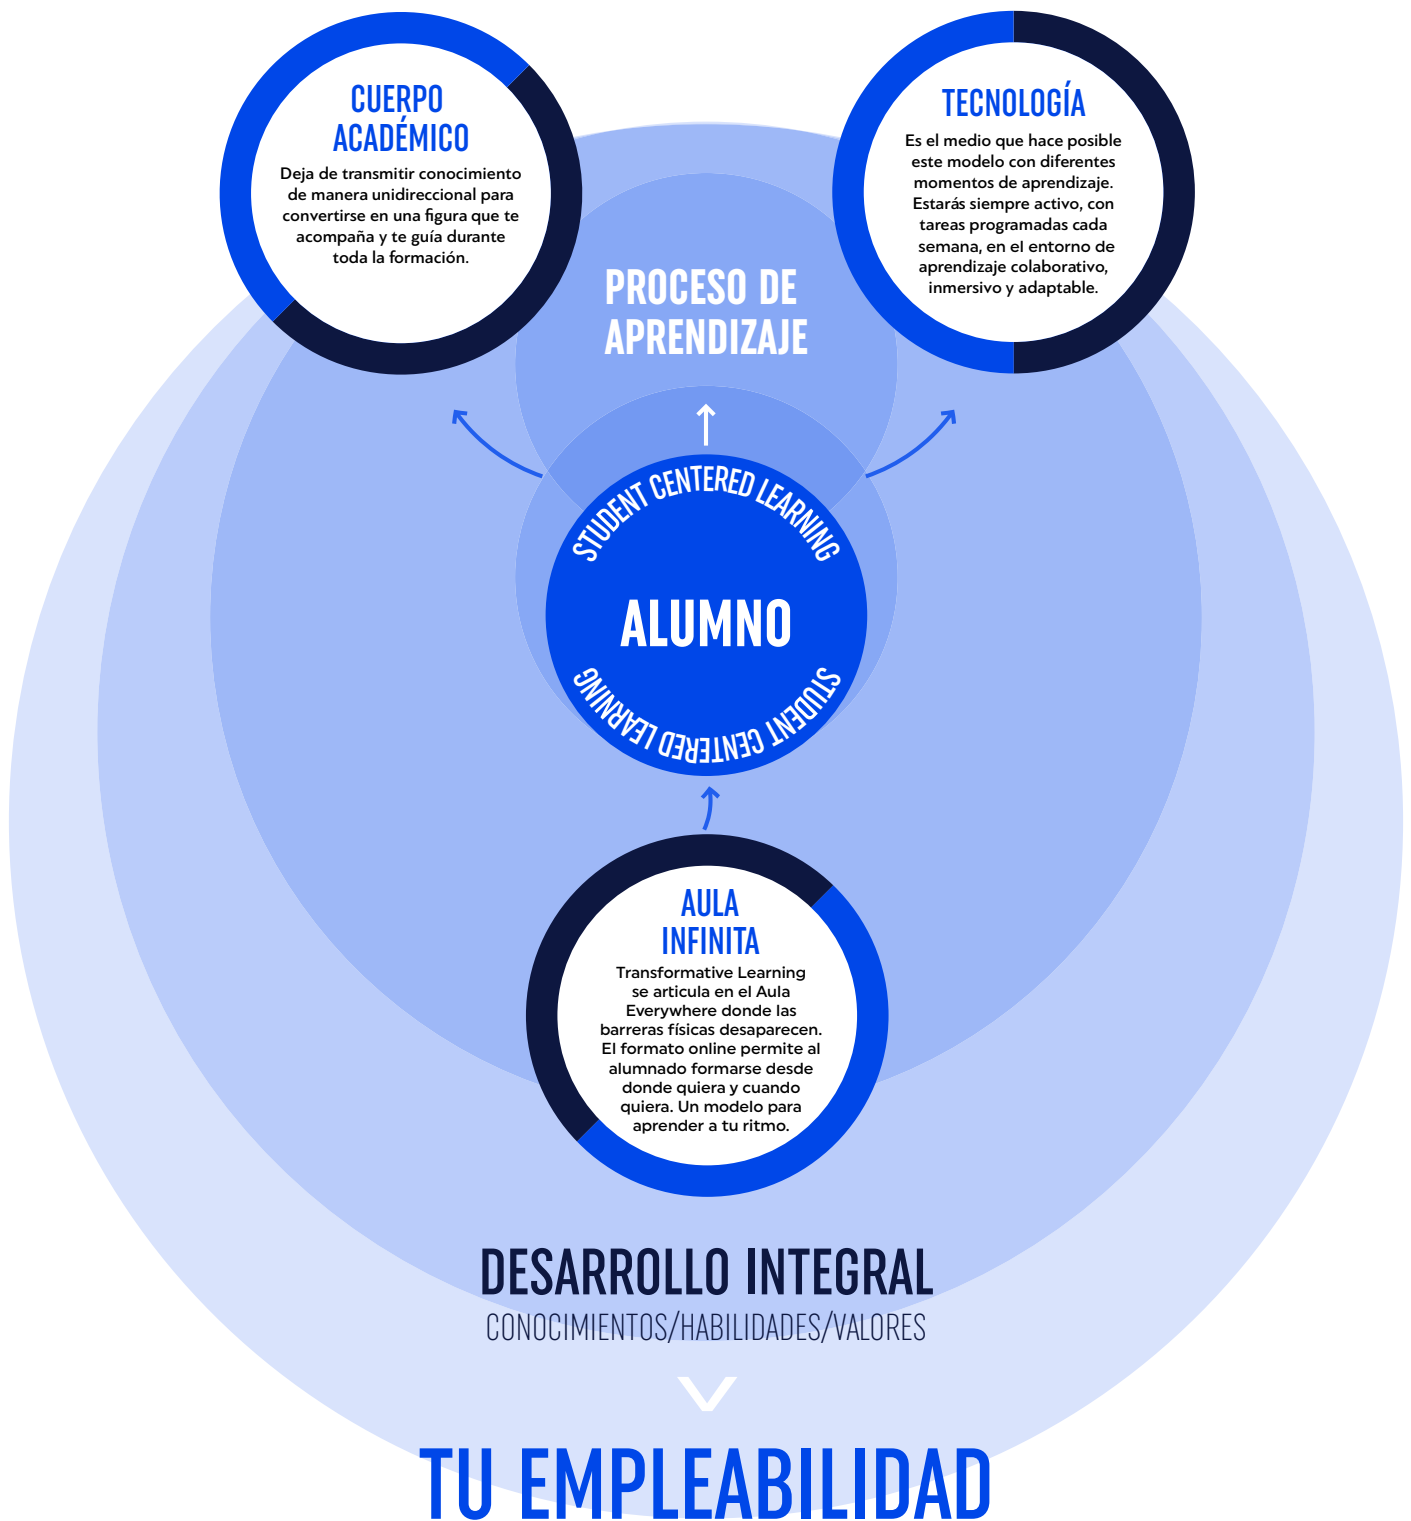 CUERPO
ACADÉMICO
Deja de transmitir conocimiento
de manera unidireccional para
convertirse en una figura que te
acompaña y te guía durante
toda la formación.
TECNOLOGÍA
Es el medio que hace posible
este modelo con diferentes
momentos de aprendizaje.
Estarás siempre activo, con
tareas programadas cada
semana, en el entorno de
aprendizaje colaborativo,
inmersivo y adaptable.
PROCESO DE
APRENDIZAJE
STUDENT CENTERED LEARNING
ALUMNO
STUDENT CENTERED LEARNING
AULA
INFINITA
Transformative Learning
se articula en el Aula
Everywhere donde las
barreras físicas desaparecen.
El formato online permite al
alumnado formarse desde
donde quiera y cuando
quiera. Un modelo para
aprender a tu ritmo.
DESARROLLO INTEGRAL
CONOCIMIENTOS/HABILIDADES/VALORES
TU EMPLEABILIDAD